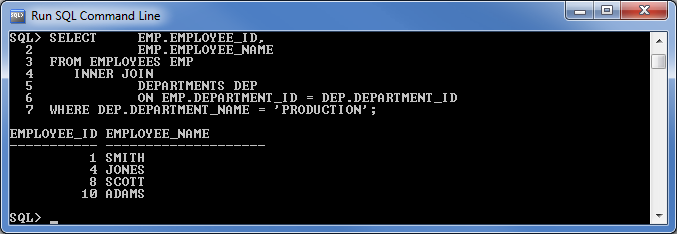 Run SQL Command Line
SQL> SELECT EMP.EMPLOYEE_ID,
2 EMP.EMPLOYEE_NAME
3 FROM EMPLOYEES EMP
4 INNER JOIN
5 DEPARTMENTS DEP
6 ON EMP.DEPARTMENT_ID = DEP.DEPARTMENT_ID
7 WHERE DEP.DEPARTMENT_NAME = 'PRODUCTION';
EMPLOYEE_ID EMPLOYEE_NAME
----------- --------------------
1 SMITH
4 JONES
8 SCOTT
10 ADAMS
SQL> _